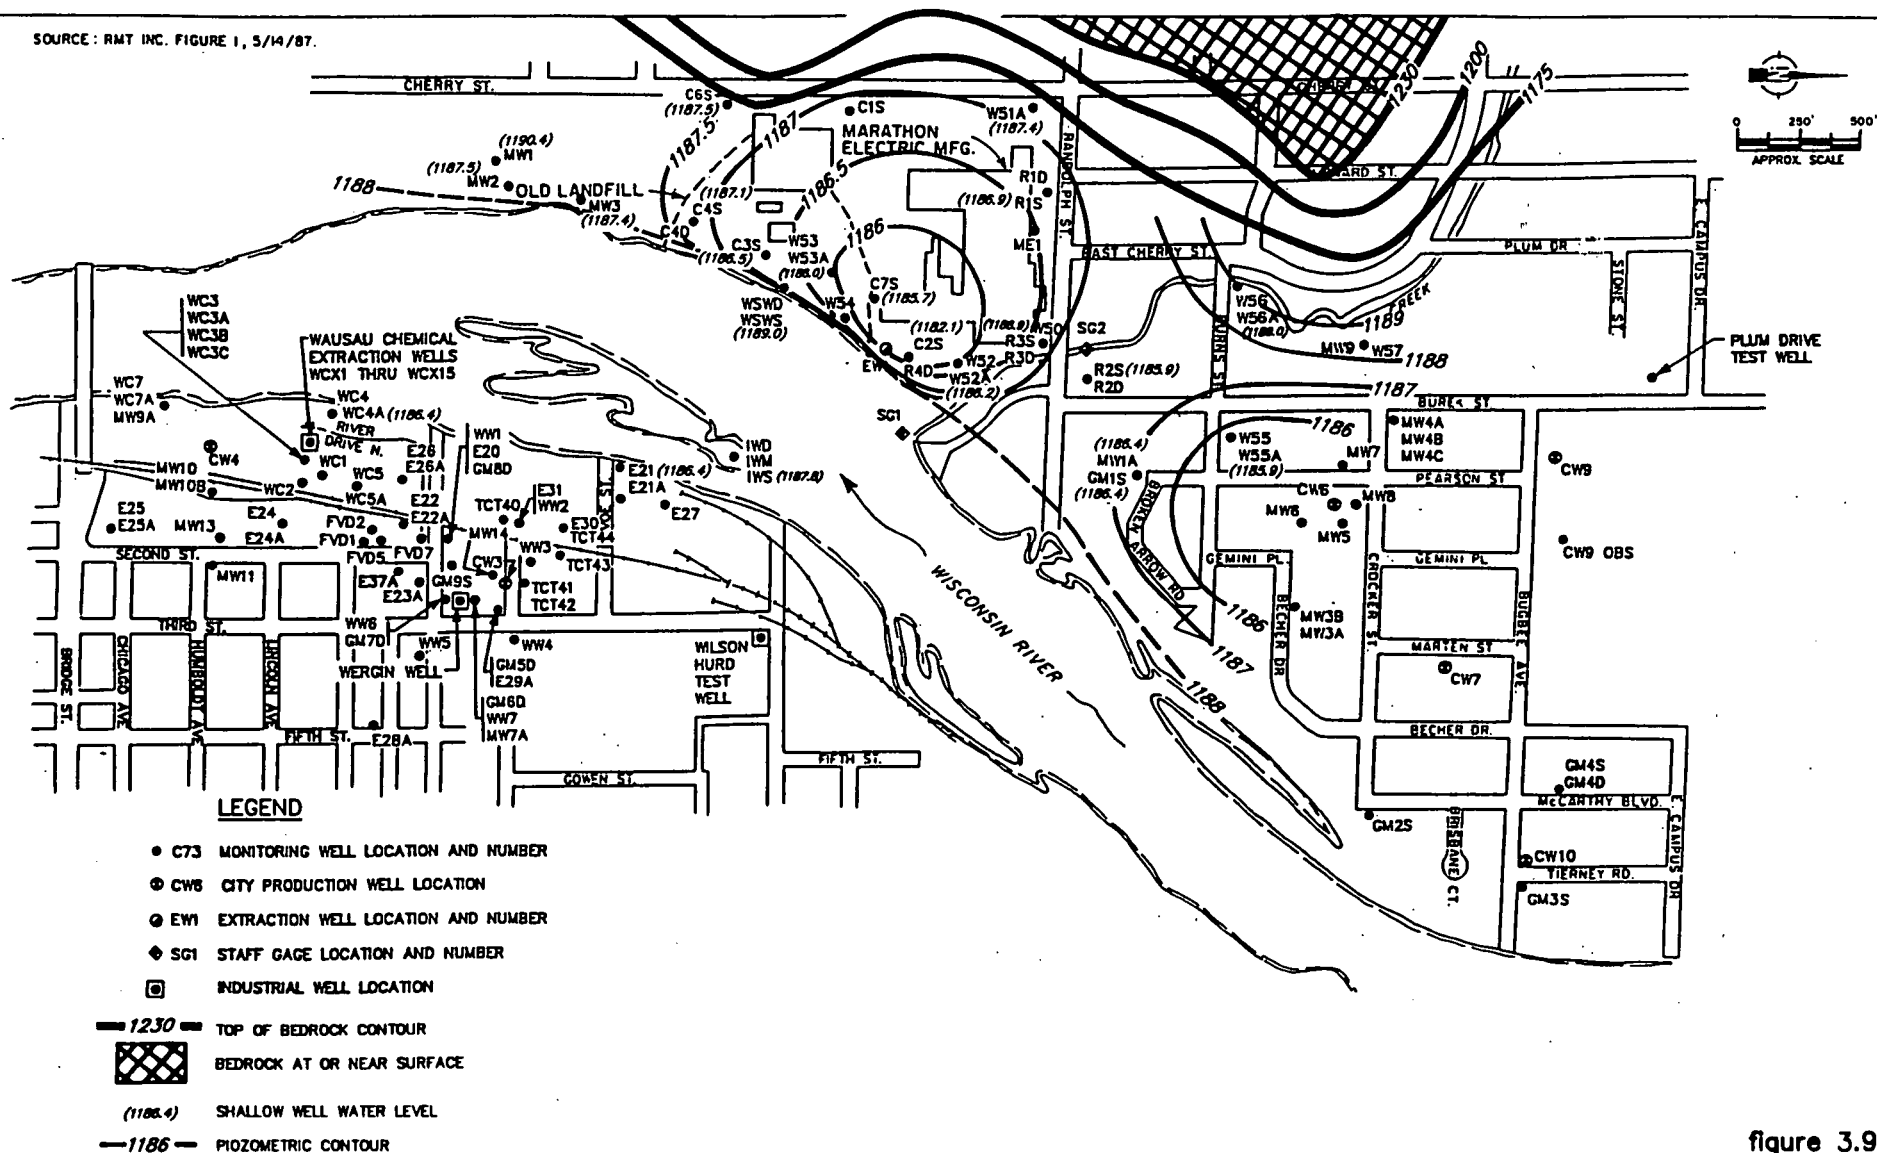 SOURCE: RMT INC. FIGURE 1, 5/14/87.
CHERRY ST.
C6S
(1187.5)
1187.5
1187
C1S
MARATHON
ELECTRIC MFG.
W51A
(1187.4)
RANDOLPH ST.
1230
1200
1175
0 250' 500'
APPROX. SCALE
(1190.4)
MW1
(1187.5)
MW2
1188
OLD LANDFILL
MW3
(1187.4)
(1187.1)
C4S
C4D
1186.5
1186
C3S
(1186.5)
W53
W53A
(1186.0)
R1D
(1186.9)
R1S
ME1
EAST CHERRY ST.
PLUM DR.
E. CAMPUS DR.
STONE ST.
CREEK
WSWD
WSWS
(1189.0)
W54
C7S
(1185.7)
(1182.1)
C2S
R4D
W52
W52A
(1186.2)
(1186.9)
W50
R3S
R3D
SG2
R2S (1185.9)
R2D
BURNS ST.
W56
W56A
1189
1188
MW9
W57
1187
PLUM DRIVE
TEST WELL
BUREK ST.
WC3
WC3A
WC3B
WC3C
WAUSAU CHEMICAL
EXTRACTION WELLS
WCX1 THRU WCX15
WC7
WC7A
MW9A
WC4
WC4A (1186.4)
RIVER
DRIVE N.
CW4
MW10
MW10B
WC1
WC2
WC5
WC5A
E26
E26A
E22
E22A
WW1
E20
GM8D
E21 (1186.4)
E21A
E27
IWD
IWM
IWS (1187.8)
SG1
E25
E25A
MW13
E24
E24A
FVD2
FVD1
FVD5
FVD7
TCT40
E31
WW2
E30
TCT44
MW14
WW3
TCT43
CW3
TCT41
TCT42
SECOND ST.
MW11
E37A
E23A
GM9S
THIRD ST.
WW6
GM7D
WW5
WERGIN WELL
WW4
GM5D
E29A
GM6D
WW7
MW7A
WILSON
HURD
TEST
WELL
BRIDGE ST.
CHICAGO AVE.
HUMBOLDT AVE.
LINCOLN AVE.
FIFTH ST.
E28A
GOWEN ST.
FIFTH ST.
WISCONSIN RIVER
(1186.4)
MW1A
GM1S
(1186.4)
W55
W55A
(1185.9)
1186
MW7
MW4A
MW4B
MW4C
PEARSON ST
CW6
MW8
MW6
MW5
CW9
CW9 OBS
BROKEN
ARROW RD
GEMINI PL.
GEMINI PL
CROCKER ST.
BUGBEE AVE.
BECHER DR
MW3B
MW3A
1186
1187
1188
MARTEN ST
CW7
BECHER DR.
GM4S
GM4D
McCARTHY BLVD.
GM2S
BRISBANE CT.
CW10
TIERNEY RD.
GM3S
E. CAMPUS DR
LEGEND
C73 MONITORING WELL LOCATION AND NUMBER
CW6 CITY PRODUCTION WELL LOCATION
EW1 EXTRACTION WELL LOCATION AND NUMBER
SG1 STAFF GAGE LOCATION AND NUMBER
INDUSTRIAL WELL LOCATION
1230 TOP OF BEDROCK CONTOUR
BEDROCK AT OR NEAR SURFACE
(1186.4) SHALLOW WELL WATER LEVEL
1186 PIOZOMETRIC CONTOUR
figure 3.9